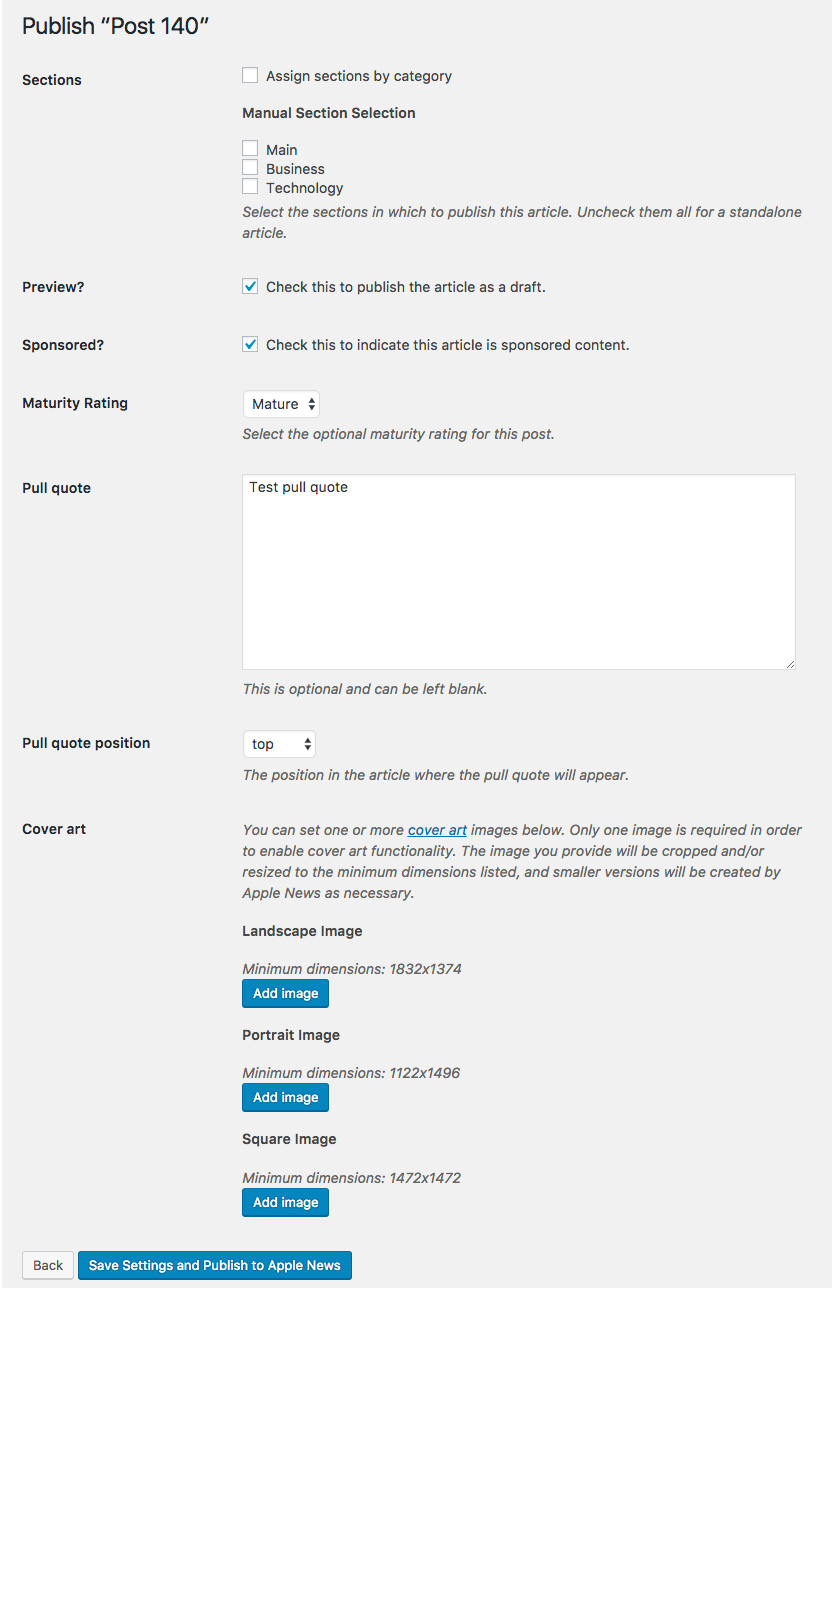 Publish “Post 140”
Sections
Assign sections by category
Manual Section Selection
Main
Business
Technology
Select the sections in which to publish this article. Uncheck them all for a standalone
article.
Preview?
Check this to publish the article as a draft.
Sponsored?
Check this to indicate this article is sponsored content.
Maturity Rating
Mature
Select the optional maturity rating for this post.
Pull quote
Test pull quote
This is optional and can be left blank.
Pull quote position
top
The position in the article where the pull quote will appear.
Cover art
You can set one or more cover art images below. Only one image is required in order
to enable cover art functionality. The image you provide will be cropped and/or
resized to the minimum dimensions listed, and smaller versions will be created by
Apple News as necessary.
Landscape Image
Minimum dimensions: 1832x1374
Add image
Portrait Image
Minimum dimensions: 1122x1496
Add image
Square Image
Minimum dimensions: 1472x1472
Add image
Back
Save Settings and Publish to Apple News